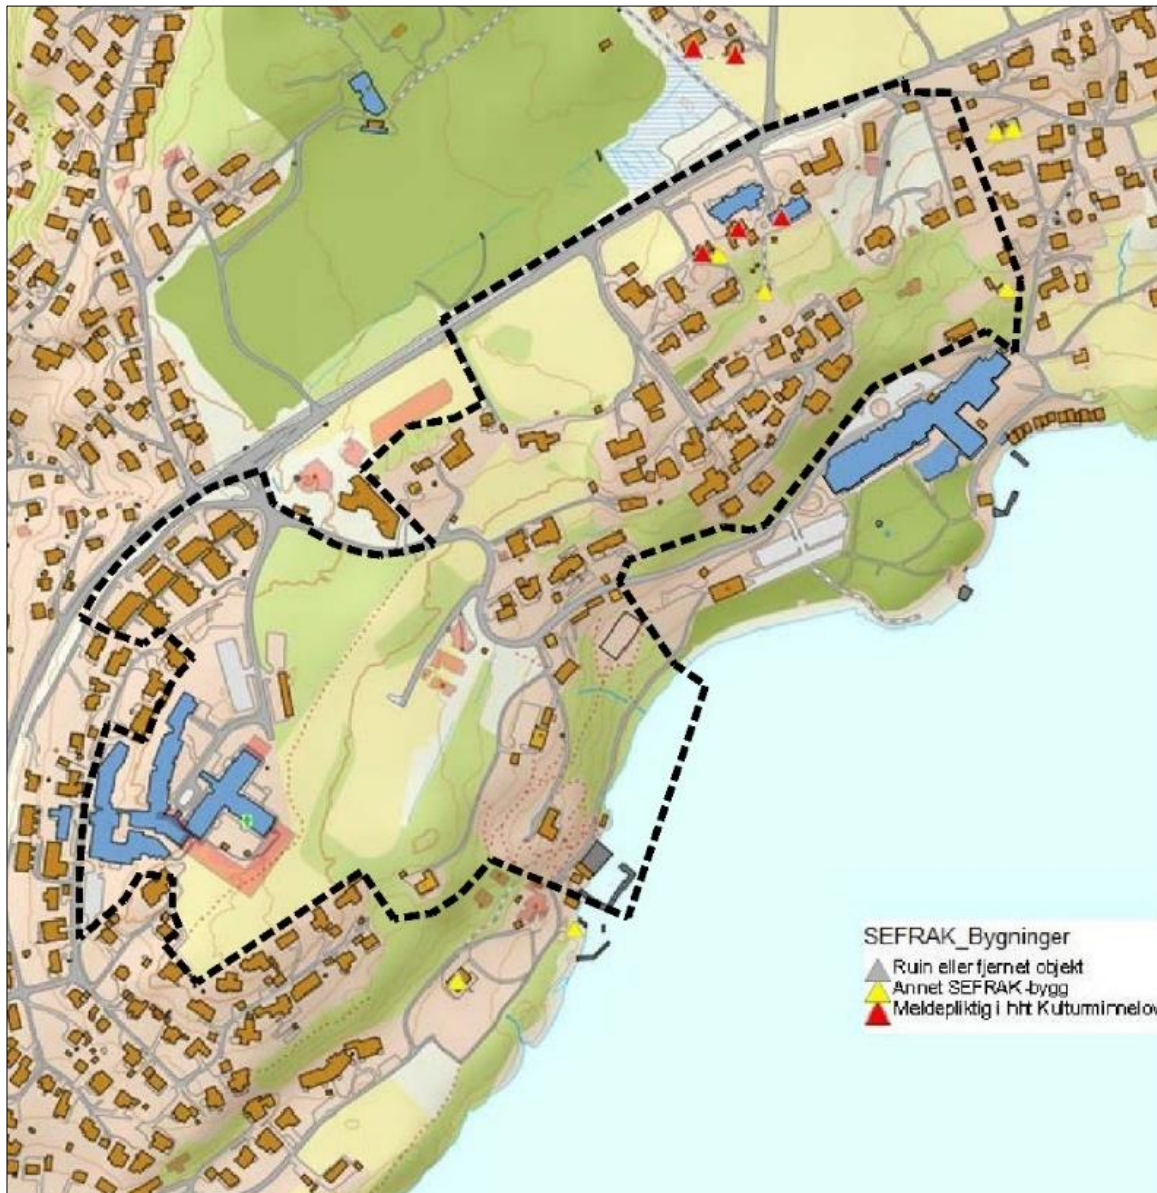 SEFRAK_Bygninger
Ruin eller fjernet objekt
Annet SEFRAK-bygg
Meldepliktig i hht Kulturminnelov